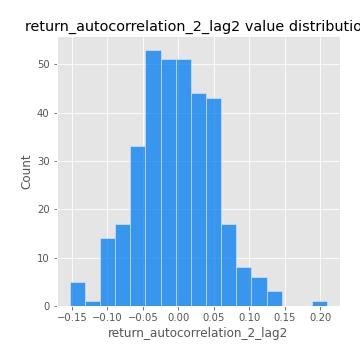 return_autocorrelation_2_lag2 value distributio
50
40
30
20
10
0
Count
−0.15 −0.10 −0.05 0.00 0.05 0.10 0.15 0.20
return_autocorrelation_2_lag2